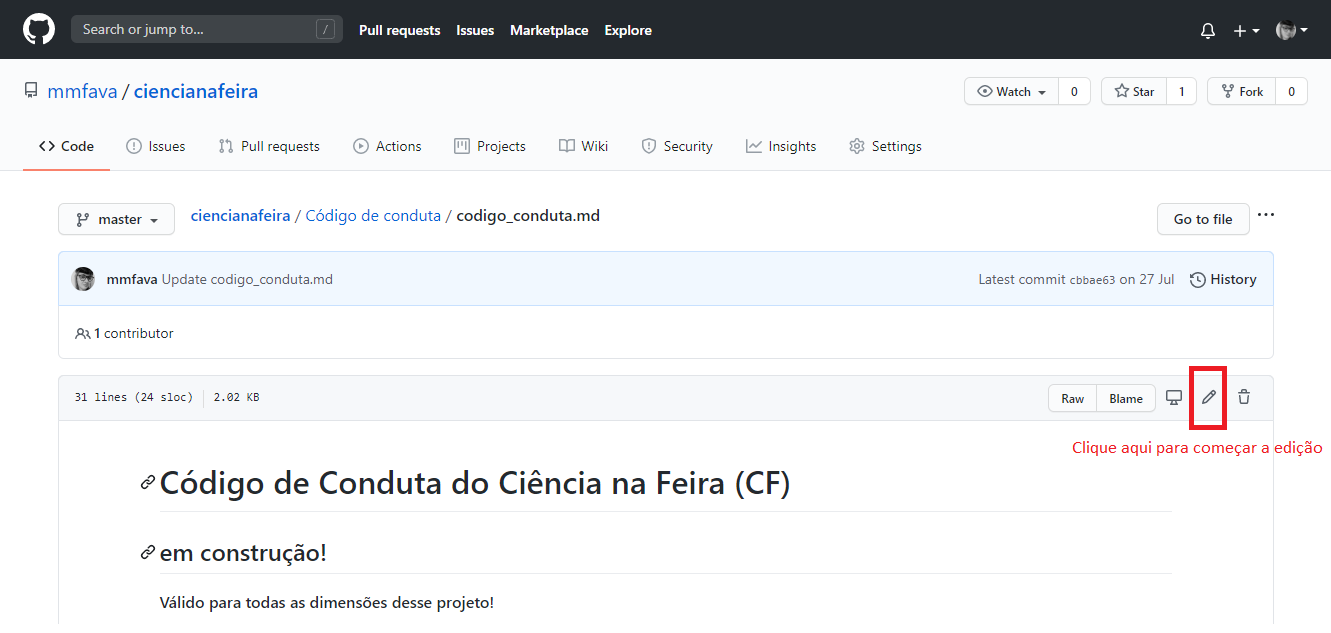 Search or jump to... /
Pull requests Issues Marketplace Explore
mmfava / ciencianafeira
Watch 0 Star 1 Fork 0
Code Issues Pull requests Actions Projects Wiki Security Insights Settings
master ciencianafeira / Código de conduta / codigo_conduta.md Go to file
mmfava Update codigo_conduta.md Latest commit cbbae63 on 27 Jul History
1 contributor
31 lines (24 sloc) 2.02 KB Raw Blame
Clique aqui para começar a edição
Código de Conduta do Ciência na Feira (CF)
em construção!
Válido para todas as dimensões desse projeto!